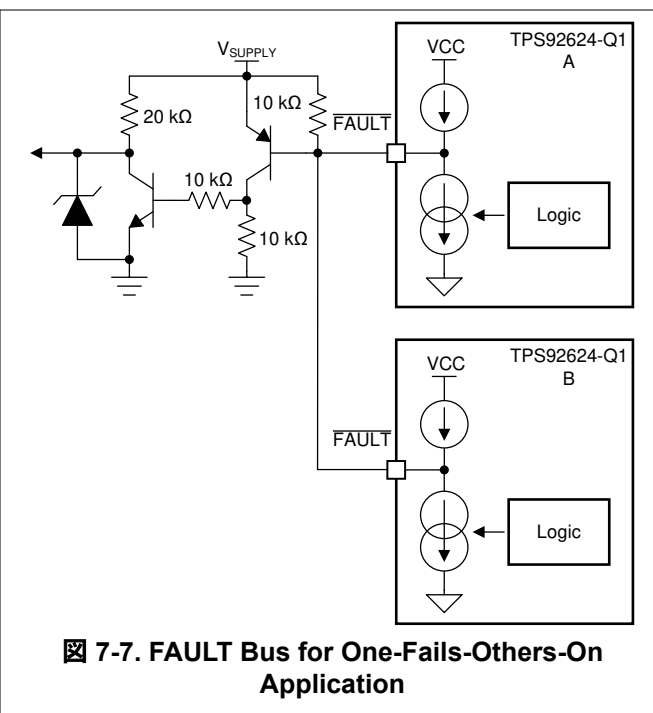 V_SUPPLY
20 kΩ
10 kΩ
10 kΩ
10 kΩ
FAULT
VCC
TPS92624-Q1
A
Logic
FAULT
VCC
TPS92624-Q1
B
Logic
図 7-7. FAULT Bus for One-Fails-Others-On
Application